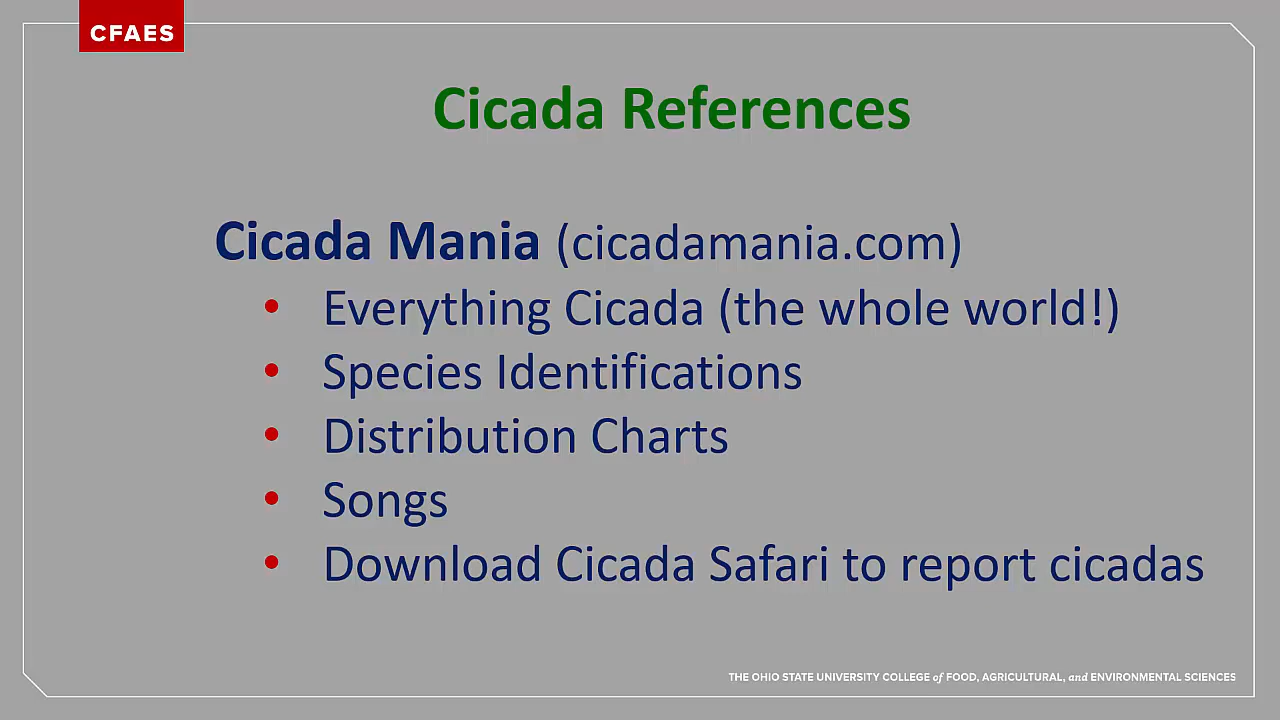 CFAES
Cicada References
Cicada Mania (cicadamania.com)
• Everything Cicada (the whole world!)
• Species Identifications
• Distribution Charts
• Songs
• Download Cicada Safari to report cicadas
THE OHIO STATE UNIVERSITY COLLEGE of FOOD, AGRICULTURAL, and ENVIRONMENTAL SCIENCES